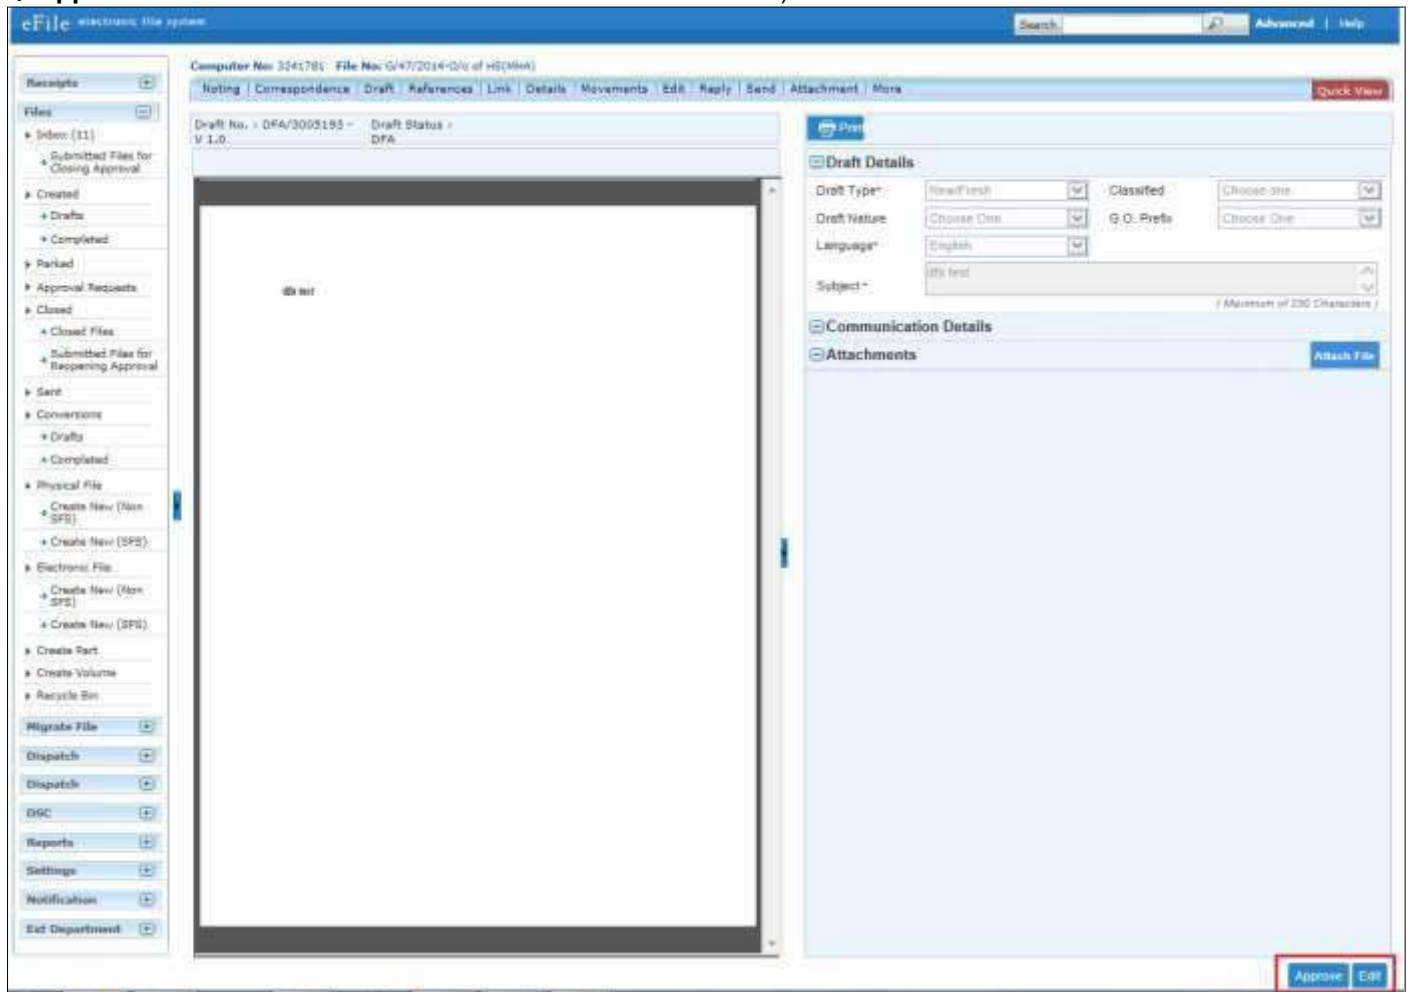 eFile electronic file system
Search
Advanced | Help
Computer No: 3241781 File No: G/47/2014-O/o of HS(MHA)
Noting | Correspondence | Draft | References | Link | Details | Movements | Edit | Reply | Send | Attachment | More
Quick View
Receipts
Files
Inbox (11)
Submitted Files for
Closing Approval
Created
Drafts
Completed
Parked
Approval Requests
Closed
Closed Files
Submitted Files for
Reopening Approval
Sent
Conversions
Drafts
Completed
Physical File
Create New (Non
SFS)
Create New (SFS)
Electronic File
Create New (Non
SFS)
Create New (SFS)
Create Part
Create Volume
Recycle Bin
Migrate File
Dispatch
Dispatch
DSC
Reports
Settings
Notification
Ext Department
Draft No. : DFA/3005193 - Draft Status :
V 1.0 DFA
dfa test
Print
Draft Details
Draft Type* New/Fresh Classified Choose one
Draft Nature Choose One G.O. Prefix Choose One
Language* English
Subject * dfa test
( Maximum of 250 Characters )
Communication Details
Attachments
Attach File
Approve Edit